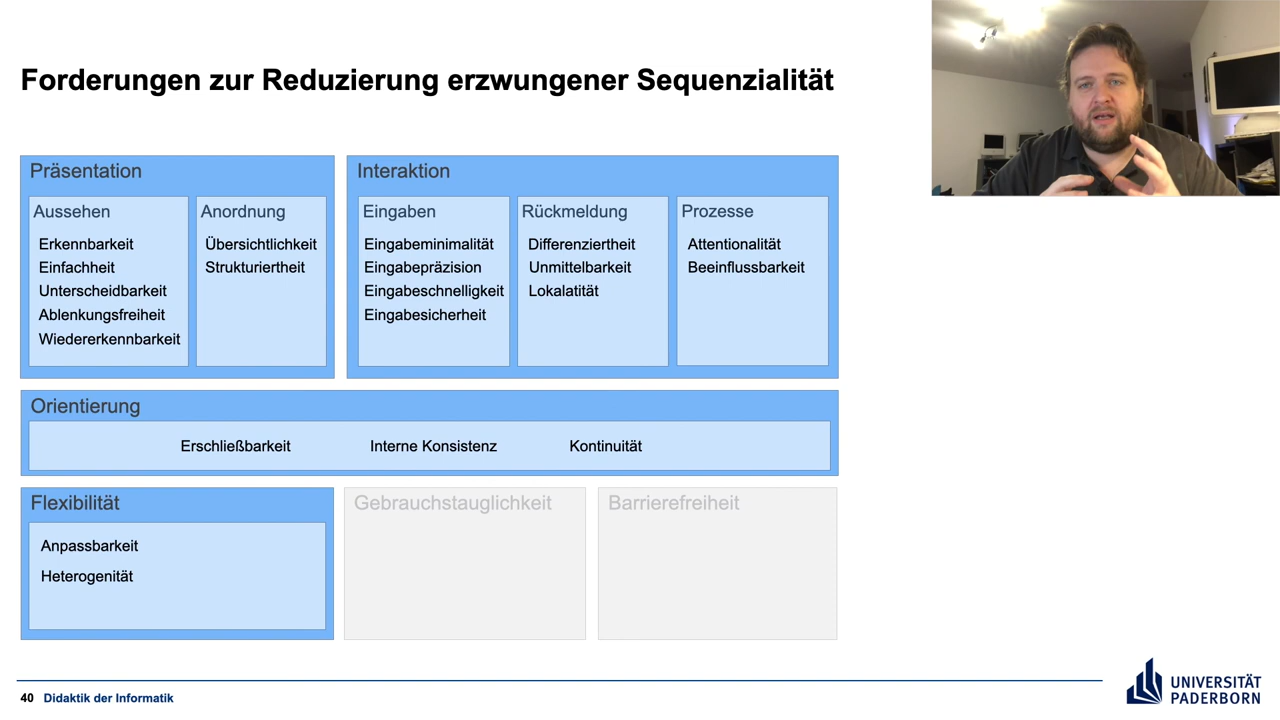 Forderungen zur Reduzierung erzwungener Sequenzialität
Präsentation
Aussehen
Erkennbarkeit
Einfachheit
Unterscheidbarkeit
Ablenkungsfreiheit
Wiedererkennbarkeit
Anordnung
Übersichtlichkeit
Strukturiertheit
Interaktion
Eingaben
Eingabeminimalität
Eingabepräzision
Eingabeschnelligkeit
Eingabesicherheit
Rückmeldung
Differenziertheit
Unmittelbarkeit
Lokalatität
Prozesse
Attentionalität
Beeinflussbarkeit
Orientierung
Erschließbarkeit Interne Konsistenz Kontinuität
Flexibilität
Anpassbarkeit
Heterogenität
Gebrauchstauglichkeit
Barrierefreiheit
40 Didaktik der Informatik
UNIVERSITÄT
PADERBORN